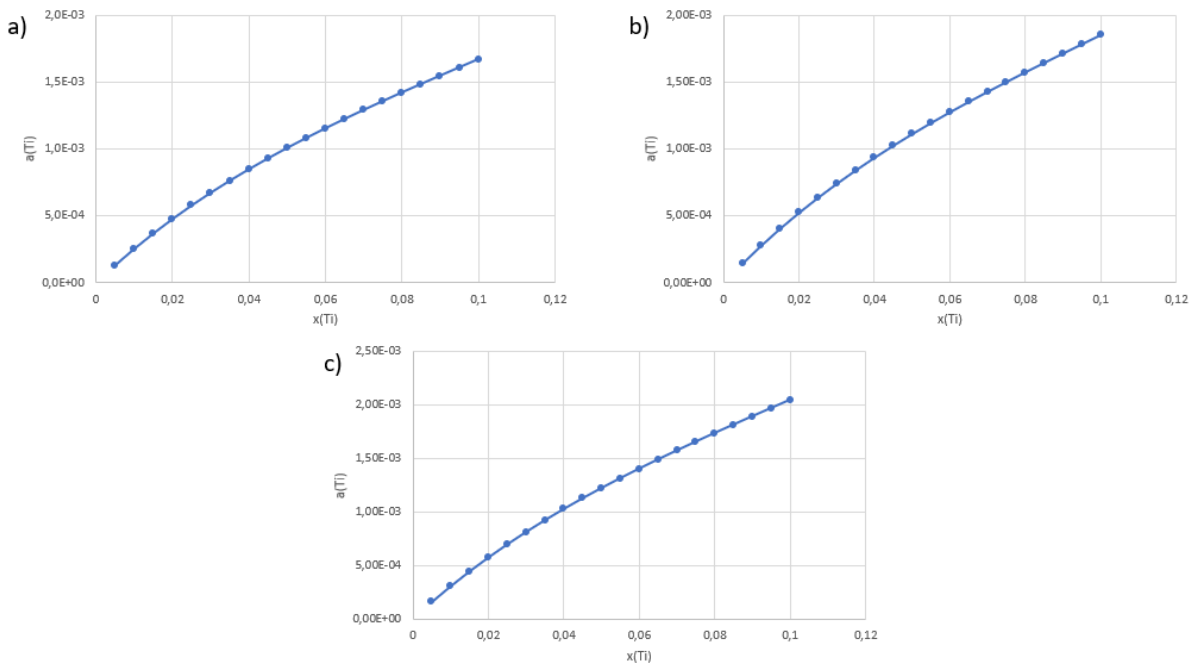 a)
2,0E-03
1,5E-03
1,0E-03
5,0E-04
0,0E+00
a(Ti)
0 0,02 0,04 0,06 0,08 0,1 0,12
x(Ti)
b)
2,00E-03
1,50E-03
1,00E-03
5,00E-04
0,00E+00
a(Ti)
0 0,02 0,04 0,06 0,08 0,1 0,12
x(Ti)
c)
2,50E-03
2,00E-03
1,50E-03
1,00E-03
5,00E-04
0,00E+00
a(Ti)
0 0,02 0,04 0,06 0,08 0,1 0,12
x(Ti)